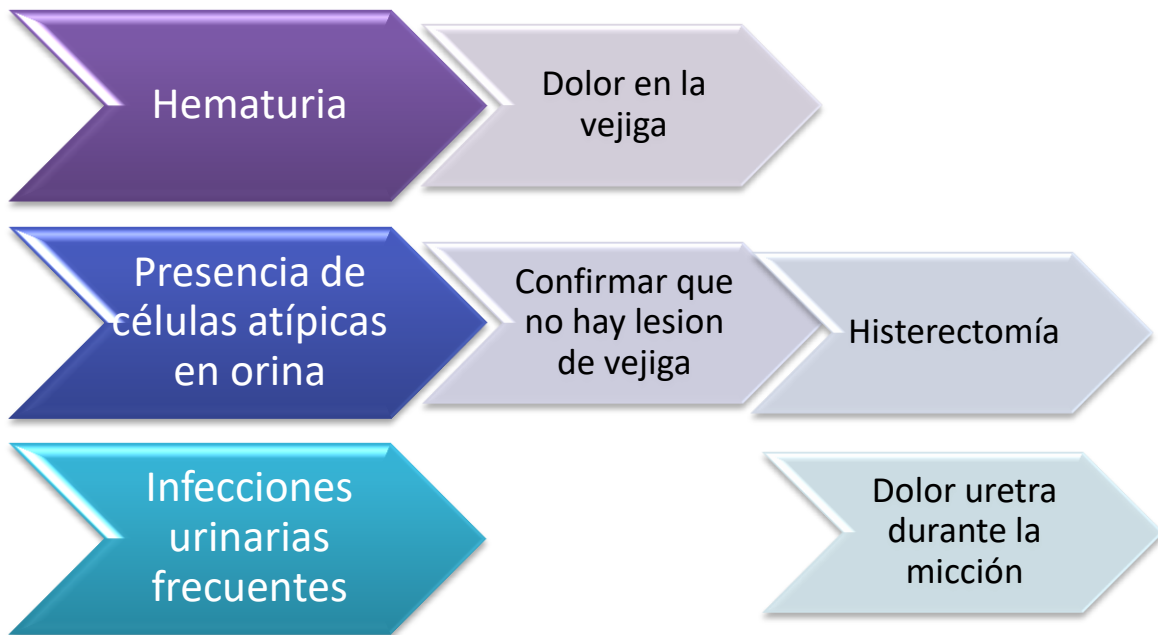 Hematuria
Dolor en la
vejiga
Presencia de
células atípicas
en orina
Confirmar que
no hay lesion
de vejiga
Histerectomía
Infecciones
urinarias
frecuentes
Dolor uretra
durante la
micción